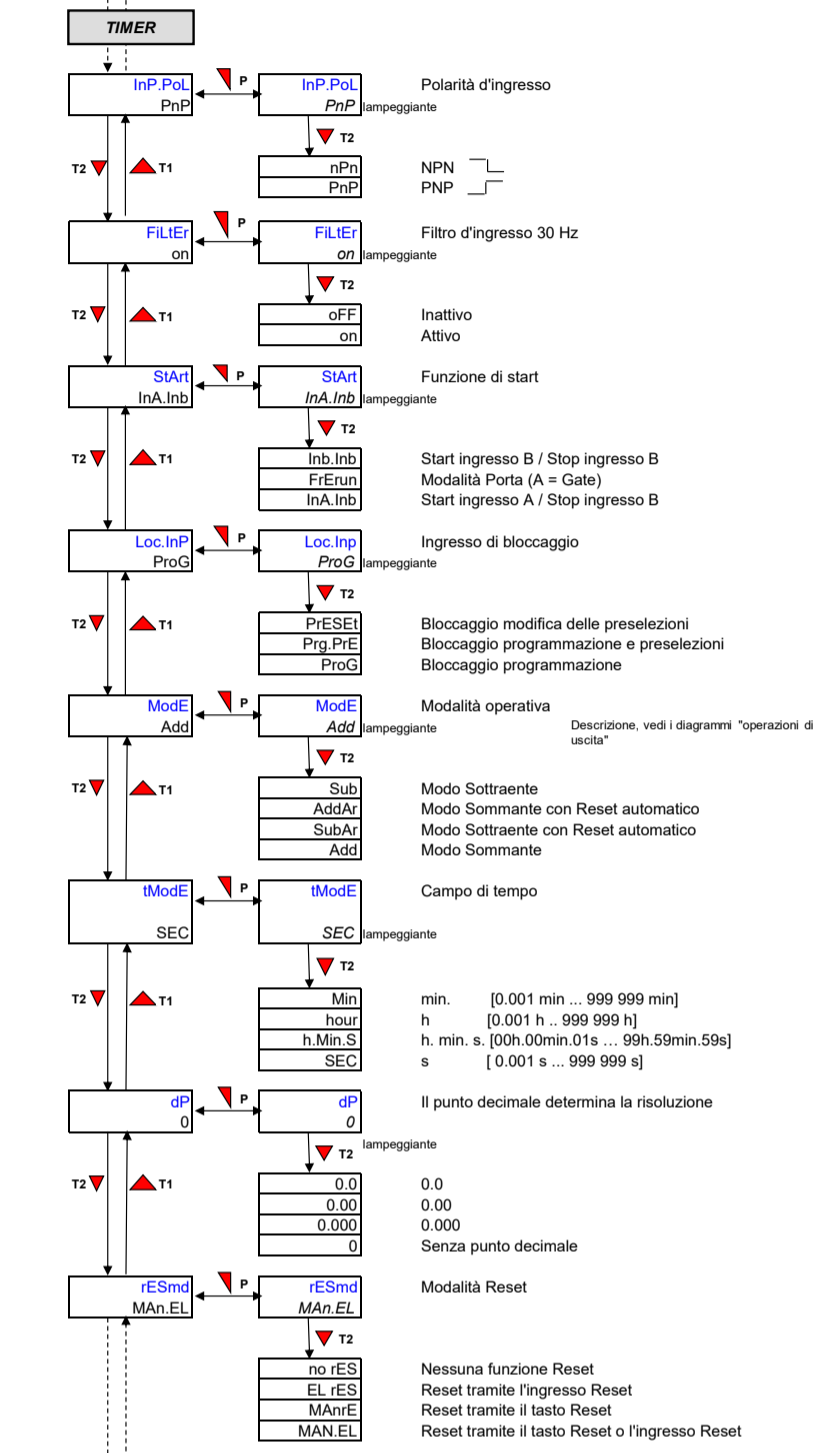 TIMER
InP.PoL P InP.PoL Polarità d'ingresso
PnP PnP lampeggiante
T2
T2 T1 nPn NPN
PnP PNP
FiLtEr P FiLtEr Filtro d'ingresso 30 Hz
on on lampeggiante
T2
T2 T1 oFF Inattivo
on Attivo
StArt P StArt Funzione di start
InA.Inb InA.Inb lampeggiante
T2
T2 T1 Inb.Inb Start ingresso B / Stop ingresso B
FrErun Modalità Porta (A = Gate)
InA.Inb Start ingresso A / Stop ingresso B
Loc.InP P Loc.Inp Ingresso di bloccaggio
ProG ProG lampeggiante
T2
T2 T1 PrESEt Bloccaggio modifica delle preselezioni
Prg.PrE Bloccaggio programmazione e preselezioni
ProG Bloccaggio programmazione
ModE P ModE Modalità operativa
Add Add lampeggiante Descrizione, vedi i diagrammi "operazioni di
uscita"
T2
T2 T1 Sub Modo Sottraente
AddAr Modo Sommante con Reset automatico
SubAr Modo Sottraente con Reset automatico
Add Modo Sommante
tModE P tModE Campo di tempo
SEC SEC lampeggiante
T2
T2 T1 Min min. [0.001 min ... 999 999 min]
hour h [0.001 h .. 999 999 h]
h.Min.S h. min. s. [00h.00min.01s … 99h.59min.59s]
SEC s [ 0.001 s ... 999 999 s]
dP P dP Il punto decimale determina la risoluzione
0 0
lampeggiante
T2
T2 T1 0.0 0.0
0.00 0.00
0.000 0.000
0 Senza punto decimale
rESmd P rESmd Modalità Reset
MAn.EL MAn.EL
T2
no rES Nessuna funzione Reset
EL rES Reset tramite l'ingresso Reset
MAnrE Reset tramite il tasto Reset
MAN.EL Reset tramite il tasto Reset o l'ingresso Reset